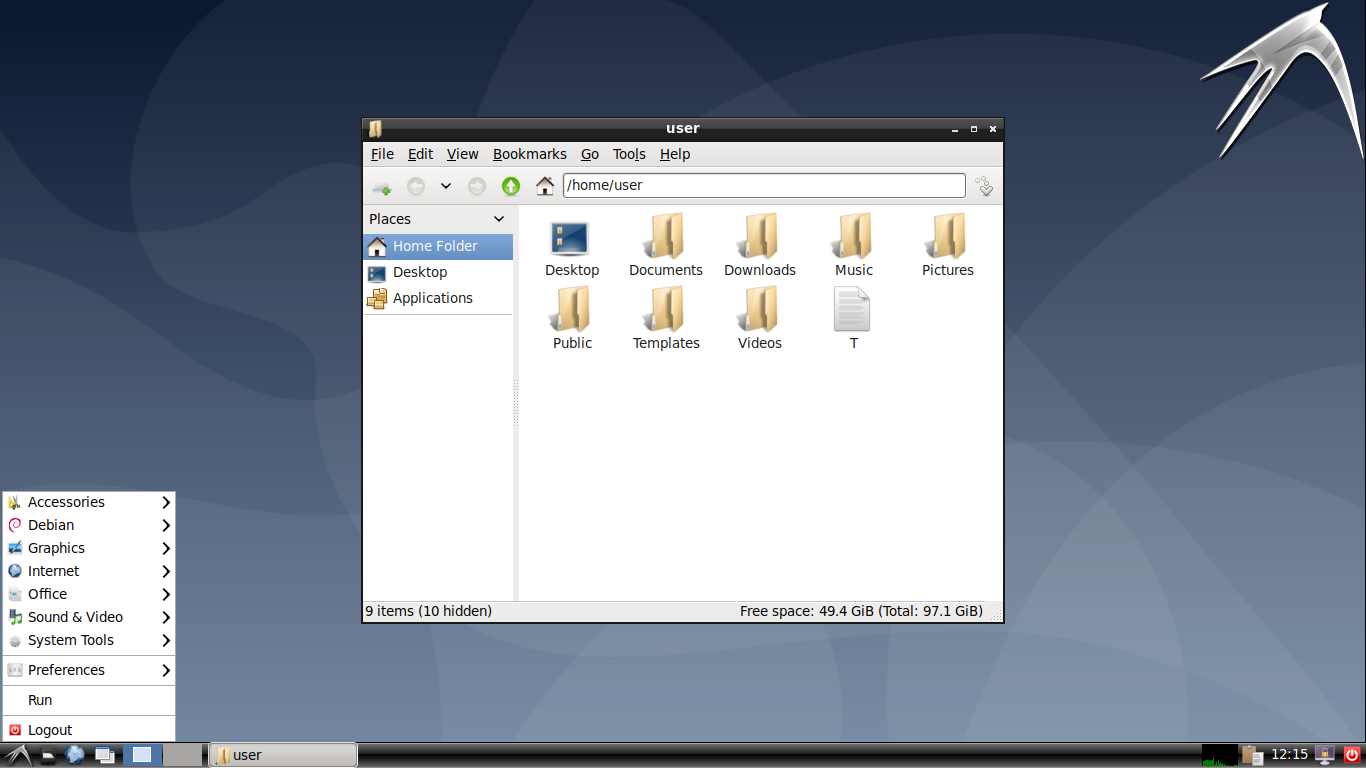 user
File Edit View Bookmarks Go Tools Help
/home/user
Places
Home Folder
Desktop
Applications
Desktop Documents Downloads Music Pictures
Public Templates Videos T
9 items (10 hidden) Free space: 49.4 GiB (Total: 97.1 GiB)
Accessories
Debian
Graphics
Internet
Office
Sound & Video
System Tools
Preferences
Run
Logout
user 12:15